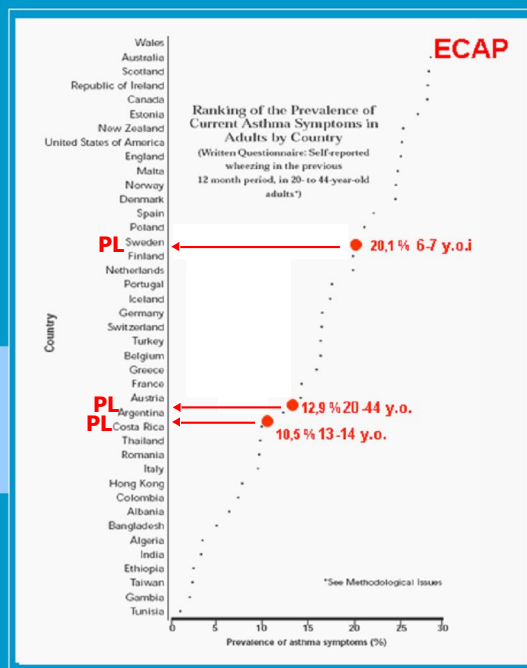 ECAP
Ranking of the Prevalence of
Current Asthma Symptoms in
Adults by Country
(Written Questionnaire: Self-reported
wheezing in the previous
12 month period, in 20- to 44-year-old
adults*)
Country
Wales
Australia
Scotland
Republic of Ireland
Canada
Estonia
New Zealand
United States of America
England
Malta
Norway
Denmark
Spain
Poland
PL Sweden 20,1 % 6-7 y.o.i
Finland
Netherlands
Portugal
Iceland
Germany
Switzerland
Turkey
Belgium
Greece
France
Austria
PL 12,9 % 20-44 y.o.
Argentina
PL Costa Rica 10,5 % 13-14 y.o.
Thailand
Romania
Italy
Hong Kong
Colombia
Albania
Bangladesh
Algeria
India
Ethiopia
Taiwan
*See Methodological Issues
Gambia
Tunisia
0 5 10 15 20 25 30
Prevalence of asthma symptoms (%)